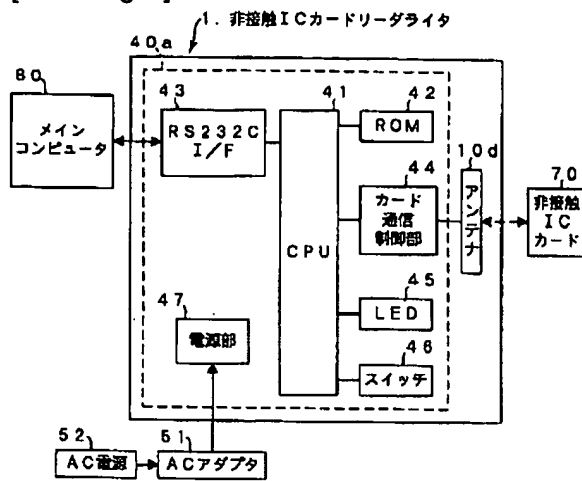 1. 非接触ICカードリーダライタ
40a
80
43
41
42
メイン
コンピュータ
RS232C
I/F
ROM
10d
44
70
カード
通信
制御部
アンテナ
非接触
IC
カード
CPU
45
47
LED
電源部
46
スイッチ
52
51
AC電源
ACアダプタ